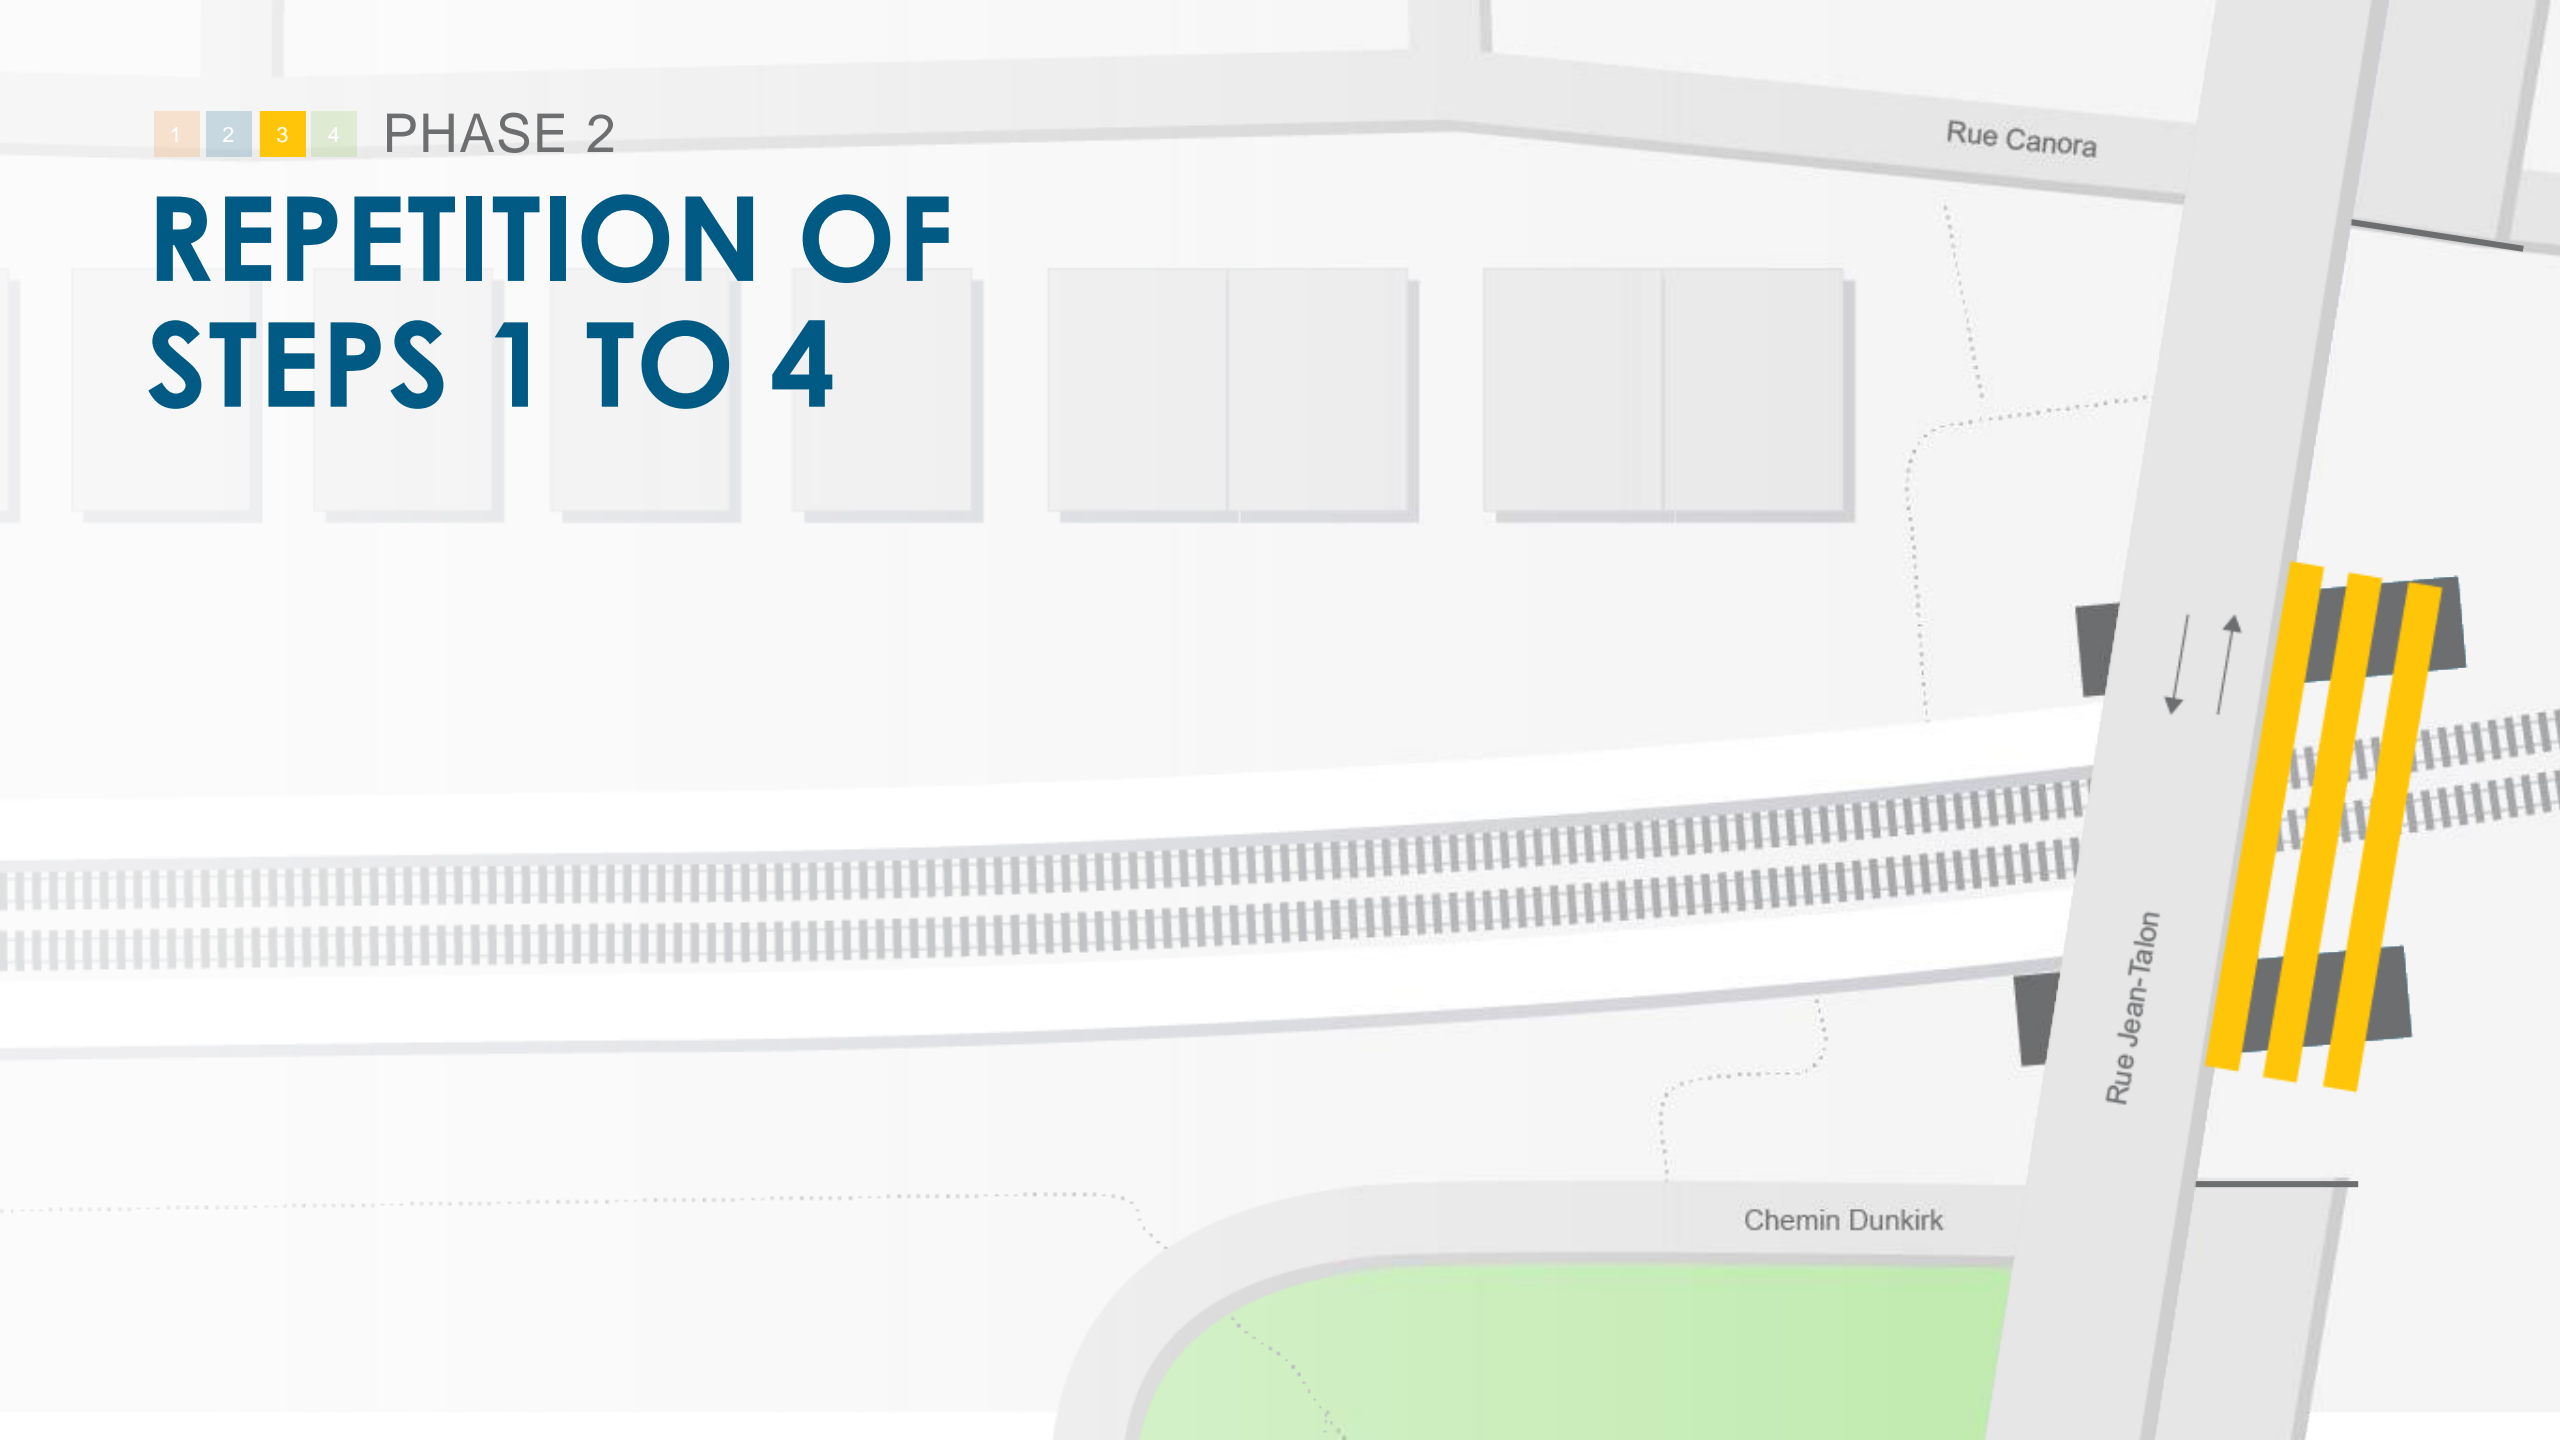 1 2 3 4 PHASE 2
REPETITION OF
STEPS 1 TO 4
Rue Canora
Rue Jean-Talon
Chemin Dunkirk